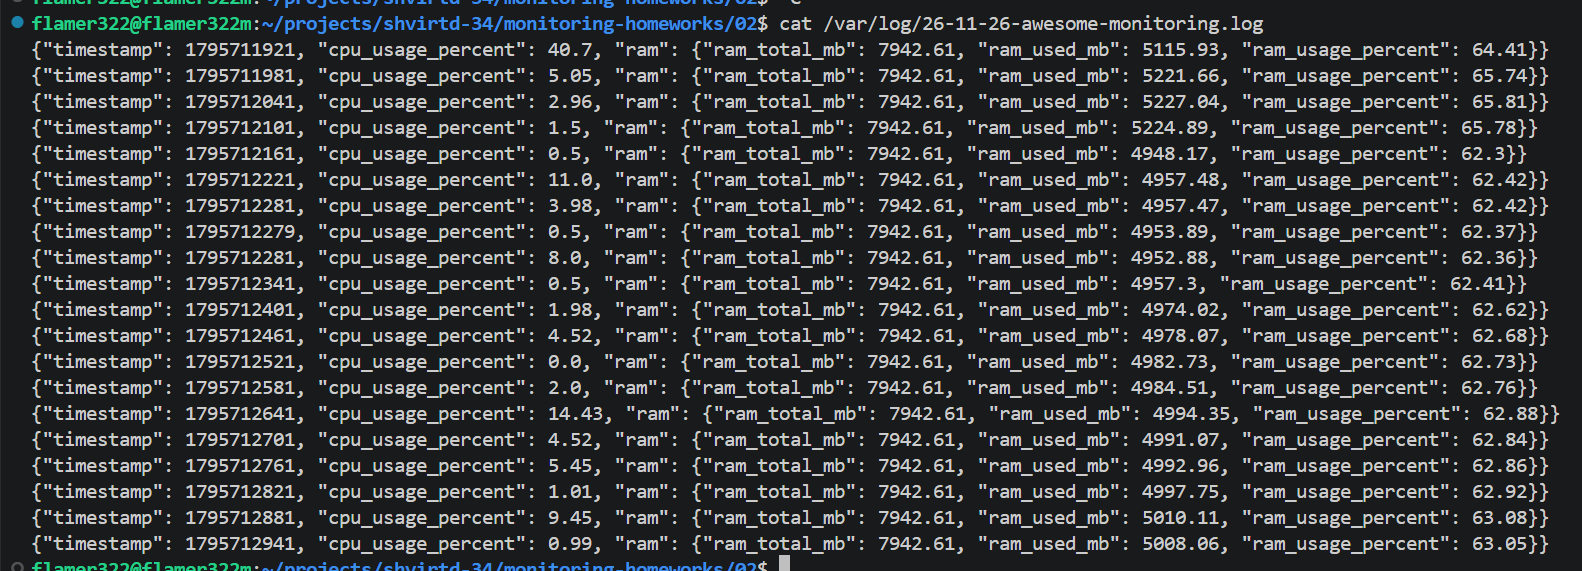 flamer322@flamer322m:~/projects/shvirtd-34/monitoring-homeworks/02$ cat /var/log/26-11-26-awesome-monitoring.log
{"timestamp": 1795711921, "cpu_usage_percent": 40.7, "ram": {"ram_total_mb": 7942.61, "ram_used_mb": 5115.93, "ram_usage_percent": 64.41}}
{"timestamp": 1795711981, "cpu_usage_percent": 5.05, "ram": {"ram_total_mb": 7942.61, "ram_used_mb": 5221.66, "ram_usage_percent": 65.74}}
{"timestamp": 1795712041, "cpu_usage_percent": 2.96, "ram": {"ram_total_mb": 7942.61, "ram_used_mb": 5227.04, "ram_usage_percent": 65.81}}
{"timestamp": 1795712101, "cpu_usage_percent": 1.5, "ram": {"ram_total_mb": 7942.61, "ram_used_mb": 5224.89, "ram_usage_percent": 65.78}}
{"timestamp": 1795712161, "cpu_usage_percent": 0.5, "ram": {"ram_total_mb": 7942.61, "ram_used_mb": 4948.17, "ram_usage_percent": 62.3}}
{"timestamp": 1795712221, "cpu_usage_percent": 11.0, "ram": {"ram_total_mb": 7942.61, "ram_used_mb": 4957.48, "ram_usage_percent": 62.42}}
{"timestamp": 1795712281, "cpu_usage_percent": 3.98, "ram": {"ram_total_mb": 7942.61, "ram_used_mb": 4957.47, "ram_usage_percent": 62.42}}
{"timestamp": 1795712279, "cpu_usage_percent": 0.5, "ram": {"ram_total_mb": 7942.61, "ram_used_mb": 4953.89, "ram_usage_percent": 62.37}}
{"timestamp": 1795712281, "cpu_usage_percent": 8.0, "ram": {"ram_total_mb": 7942.61, "ram_used_mb": 4952.88, "ram_usage_percent": 62.36}}
{"timestamp": 1795712341, "cpu_usage_percent": 0.5, "ram": {"ram_total_mb": 7942.61, "ram_used_mb": 4957.3, "ram_usage_percent": 62.41}}
{"timestamp": 1795712401, "cpu_usage_percent": 1.98, "ram": {"ram_total_mb": 7942.61, "ram_used_mb": 4974.02, "ram_usage_percent": 62.62}}
{"timestamp": 1795712461, "cpu_usage_percent": 4.52, "ram": {"ram_total_mb": 7942.61, "ram_used_mb": 4978.07, "ram_usage_percent": 62.68}}
{"timestamp": 1795712521, "cpu_usage_percent": 0.0, "ram": {"ram_total_mb": 7942.61, "ram_used_mb": 4982.73, "ram_usage_percent": 62.73}}
{"timestamp": 1795712581, "cpu_usage_percent": 2.0, "ram": {"ram_total_mb": 7942.61, "ram_used_mb": 4984.51, "ram_usage_percent": 62.76}}
{"timestamp": 1795712641, "cpu_usage_percent": 14.43, "ram": {"ram_total_mb": 7942.61, "ram_used_mb": 4994.35, "ram_usage_percent": 62.88}}
{"timestamp": 1795712701, "cpu_usage_percent": 4.52, "ram": {"ram_total_mb": 7942.61, "ram_used_mb": 4991.07, "ram_usage_percent": 62.84}}
{"timestamp": 1795712761, "cpu_usage_percent": 5.45, "ram": {"ram_total_mb": 7942.61, "ram_used_mb": 4992.96, "ram_usage_percent": 62.86}}
{"timestamp": 1795712821, "cpu_usage_percent": 1.01, "ram": {"ram_total_mb": 7942.61, "ram_used_mb": 4997.75, "ram_usage_percent": 62.92}}
{"timestamp": 1795712881, "cpu_usage_percent": 9.45, "ram": {"ram_total_mb": 7942.61, "ram_used_mb": 5010.11, "ram_usage_percent": 63.08}}
{"timestamp": 1795712941, "cpu_usage_percent": 0.99, "ram": {"ram_total_mb": 7942.61, "ram_used_mb": 5008.06, "ram_usage_percent": 63.05}}
flamer322@flamer322m:~/projects/shvirtd-34/monitoring-homeworks/02$